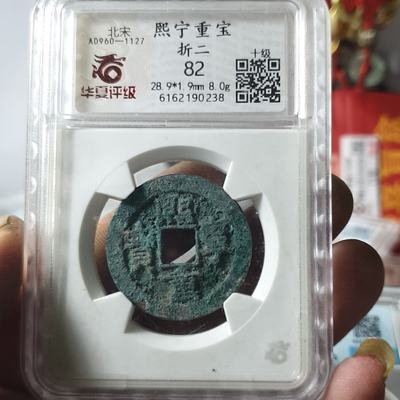 北宋
AD960—1127
华夏评级
熙宁重宝
折二
82
28.9*1.9mm 8.0g
6162190238
十级
熙寧重寳